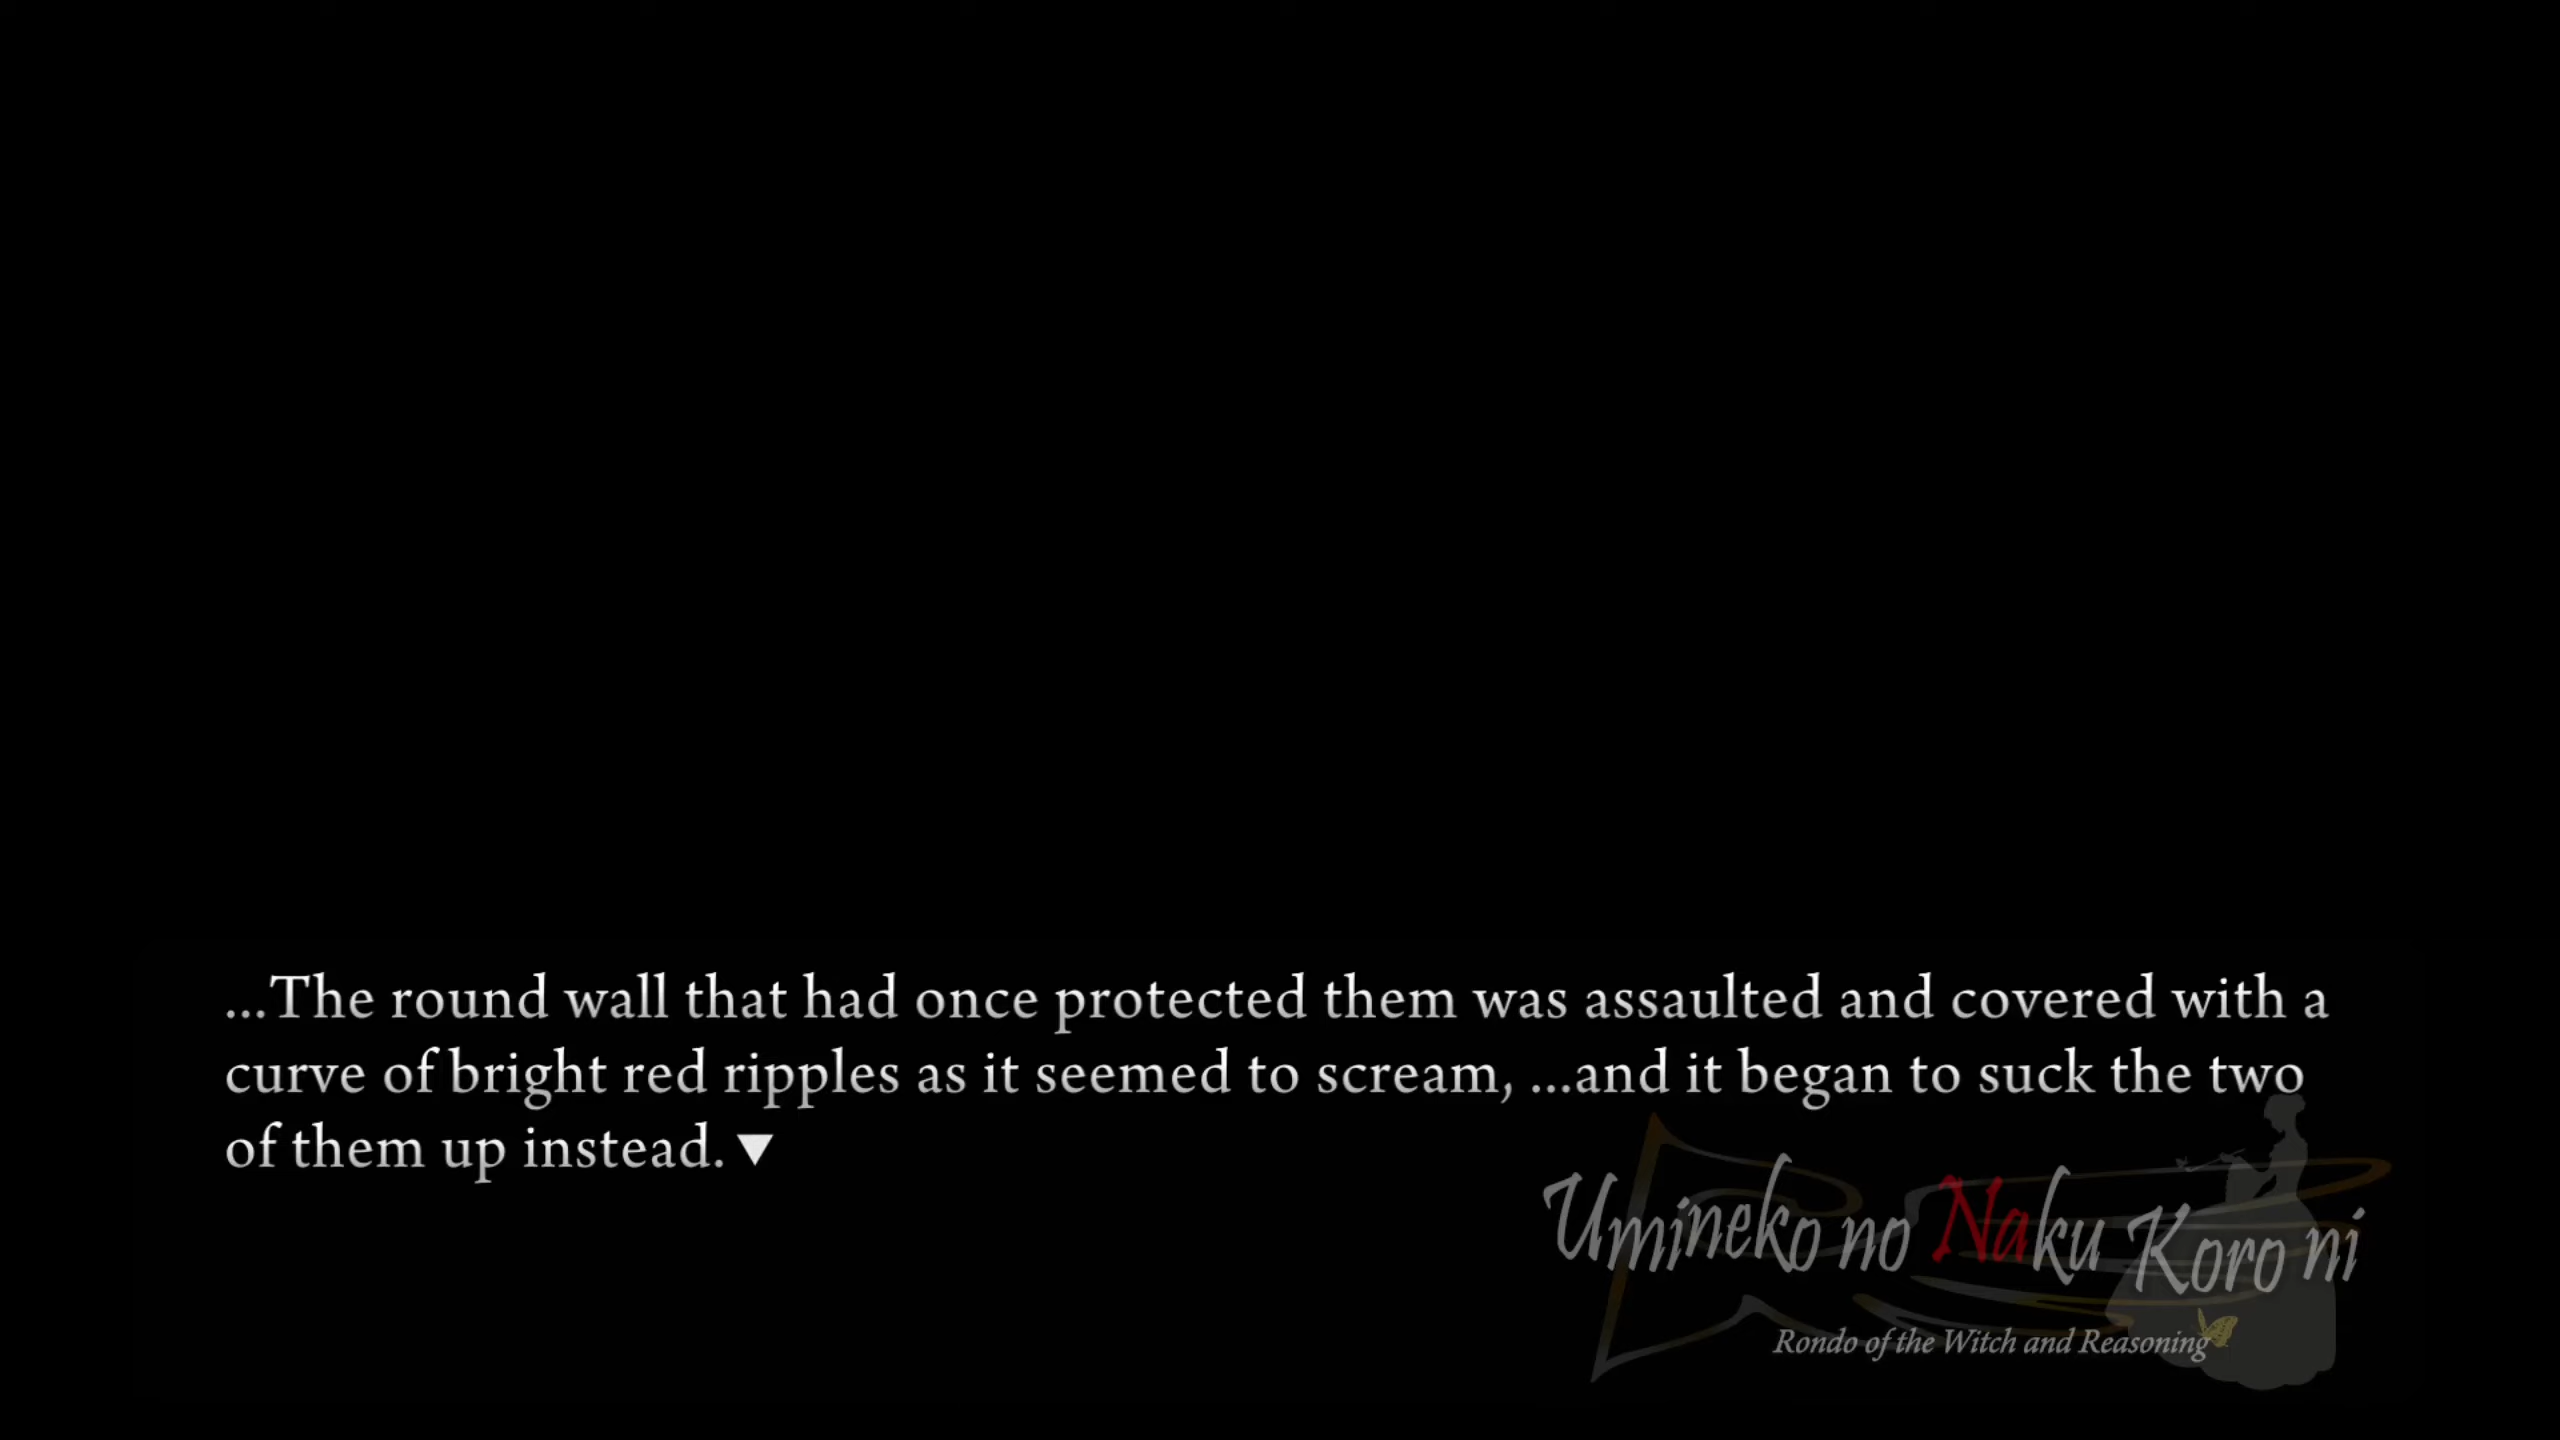 ...The round wall that had once protected them was assaulted and covered with a
curve of bright red ripples as it seemed to scream, ...and it began to suck the two
of them up instead.
Umineko no Naku Koro ni
Rondo of the Witch and Reasoning